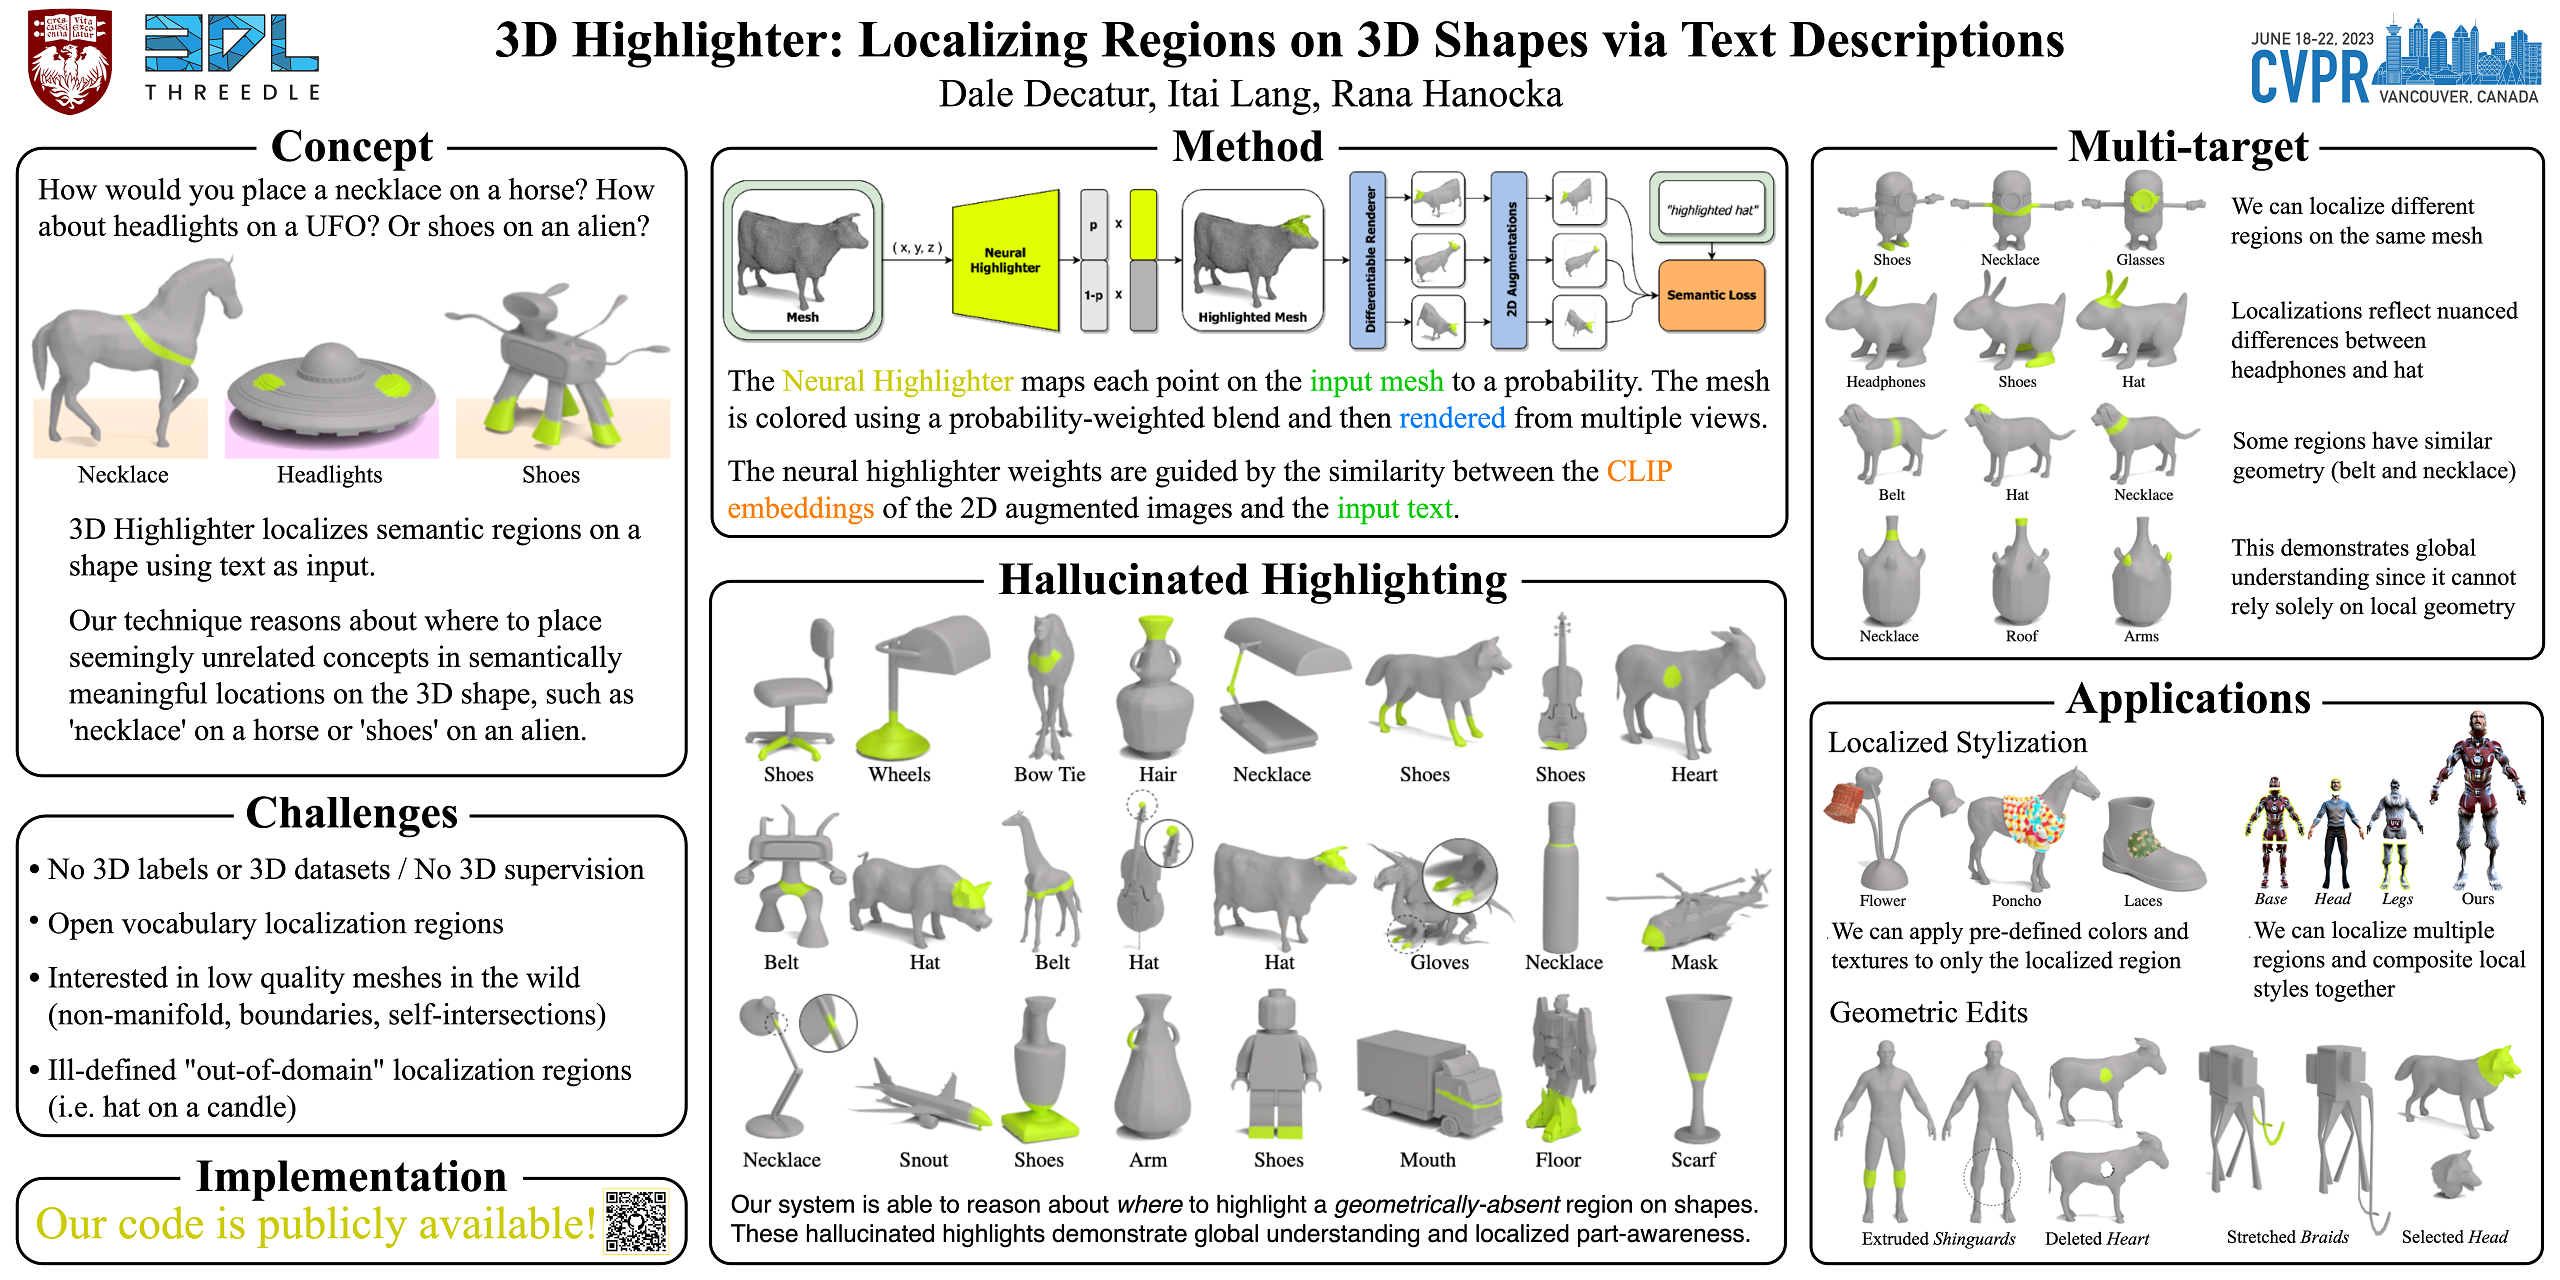 Cres cat Sci entia
Vita exco latur
THREEDLE
3D Highlighter: Localizing Regions on 3D Shapes via Text Descriptions
Dale Decatur, Itai Lang, Rana Hanocka
JUNE 18-22, 2023
CVPR
VANCOUVER, CANADA
Concept
How would you place a necklace on a horse? How
about headlights on a UFO? Or shoes on an alien?
Necklace
Headlights
Shoes
3D Highlighter localizes semantic regions on a
shape using text as input.
Our technique reasons about where to place
seemingly unrelated concepts in semantically
meaningful locations on the 3D shape, such as
'necklace' on a horse or 'shoes' on an alien.
Challenges
• No 3D labels or 3D datasets / No 3D supervision
• Open vocabulary localization regions
• Interested in low quality meshes in the wild
(non-manifold, boundaries, self-intersections)
• Ill-defined "out-of-domain" localization regions
(i.e. hat on a candle)
Implementation
Our code is publicly available!
Method
Mesh
( x, y, z )
Neural
Highlighter
p x
1-p x
Highlighted Mesh
Differentiable Renderer
2D Augmentations
"highlighted hat"
Semantic Loss
The Neural Highlighter maps each point on the input mesh to a probability. The mesh
is colored using a probability-weighted blend and then rendered from multiple views.
The neural highlighter weights are guided by the similarity between the CLIP
embeddings of the 2D augmented images and the input text.
Hallucinated Highlighting
Shoes Wheels Bow Tie Hair Necklace Shoes Shoes Heart
Belt Hat Belt Hat Hat Gloves Necklace Mask
Necklace Snout Shoes Arm Shoes Mouth Floor Scarf
Our system is able to reason about where to highlight a geometrically-absent region on shapes.
These hallucinated highlights demonstrate global understanding and localized part-awareness.
Multi-target
Shoes Necklace Glasses
We can localize different
regions on the same mesh
Headphones Shoes Hat
Localizations reflect nuanced
differences between
headphones and hat
Belt Hat Necklace
Some regions have similar
geometry (belt and necklace)
Necklace Roof Arms
This demonstrates global
understanding since it cannot
rely solely on local geometry
Applications
Localized Stylization
Flower Poncho Laces
Base Head Legs Ours
We can apply pre-defined colors and
textures to only the localized region
We can localize multiple
regions and composite local
styles together
Geometric Edits
Extruded Shinguards
Deleted Heart
Stretched Braids
Selected Head